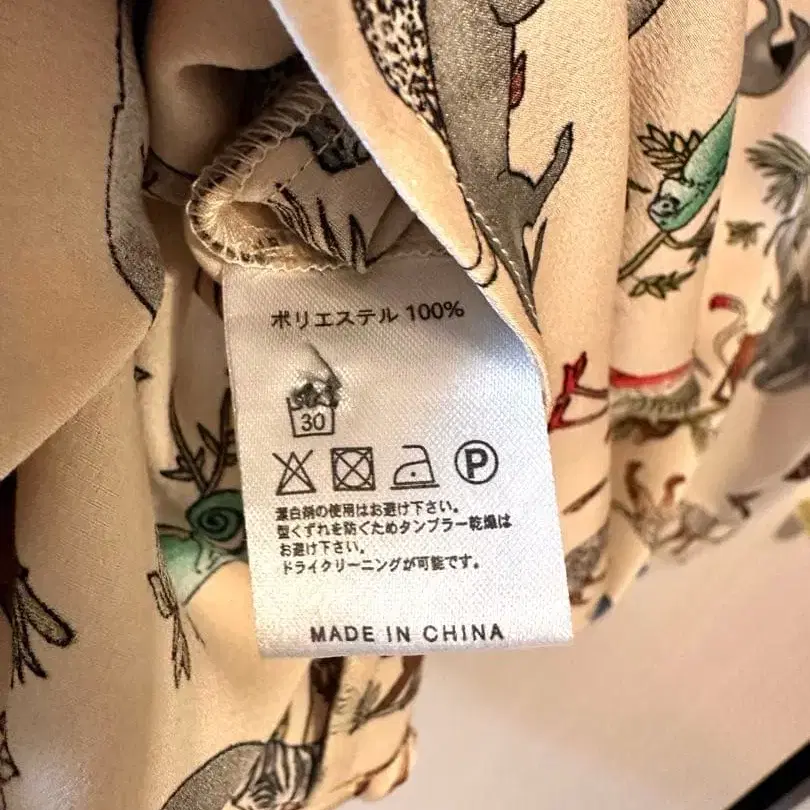 ポリエステル 100%
30
P
漂白剤の使用はお避け下さい。
型くずれを防ぐためタンブラー乾燥は
お避け下さい。
ドライクリーニングが可能です。
MADE IN CHINA